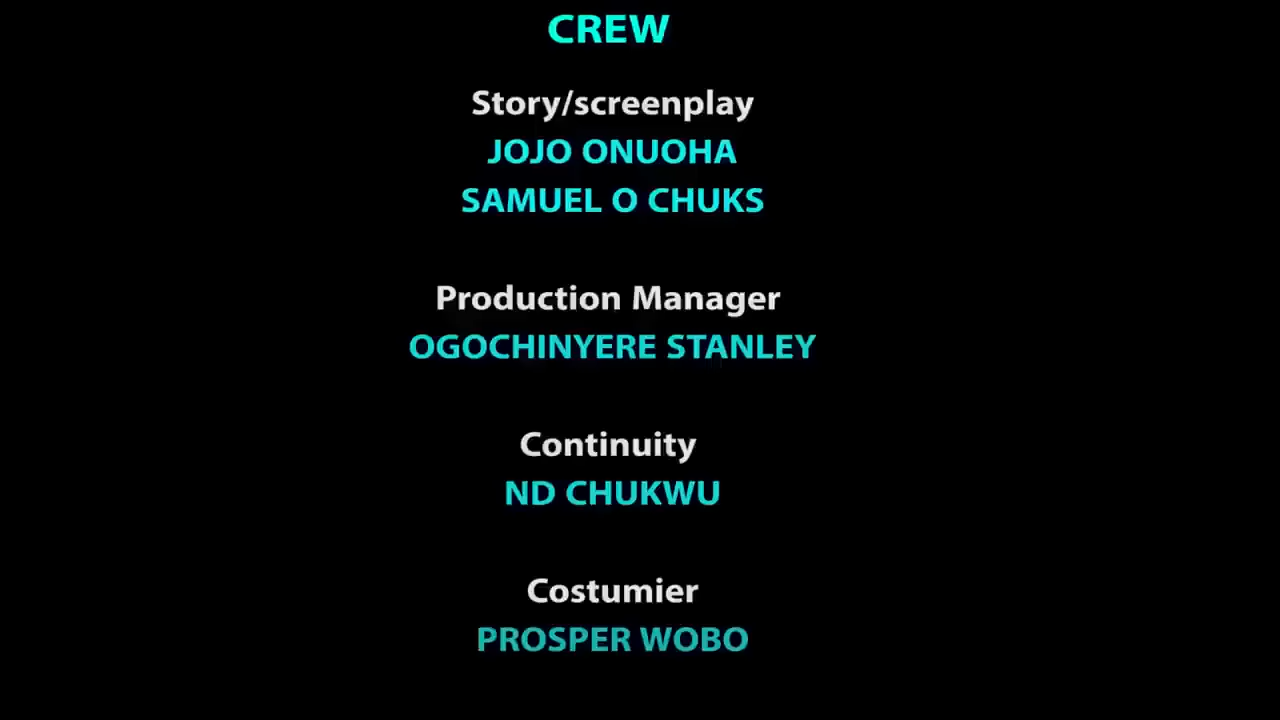 CREW
Story/screenplay
JOJO ONUOHA
SAMUEL O CHUKS
Production Manager
OGOCHINYERE STANLEY
Continuity
ND CHUKWU
Costumier
PROSPER WOBO